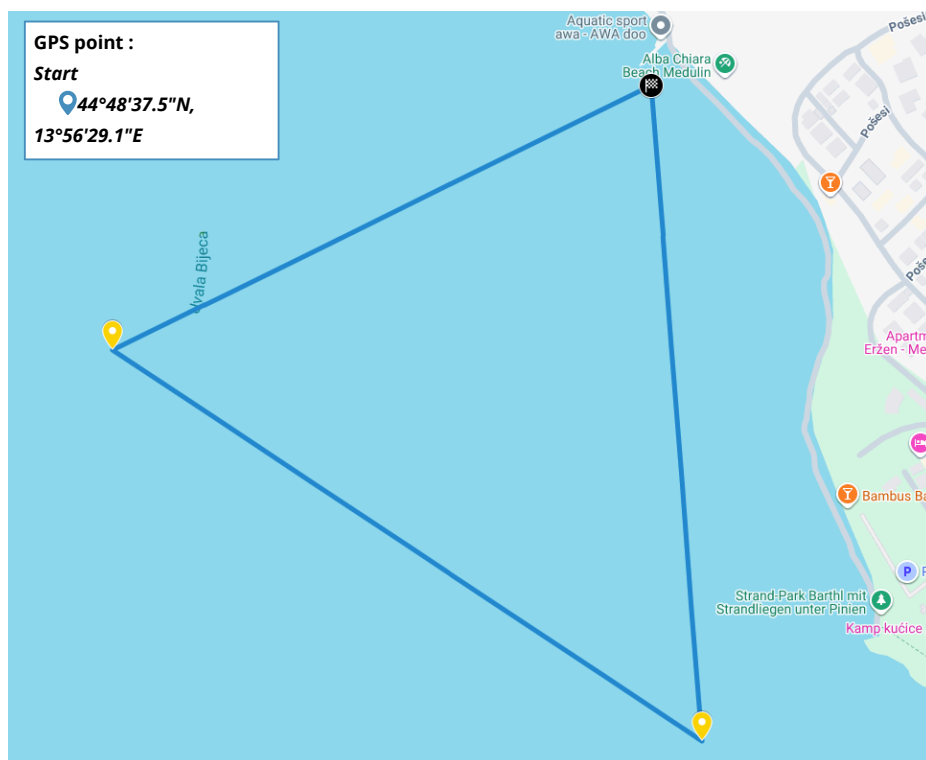 GPS point :
Start
44°48'37.5"N,
13°56'29.1"E
Aquatic sport
awa - AWA doo
Alba Chiara
Beach Medulin
Pošesi
Pošesi
Uvala Bijeca
Apartm
Eržen - Me
Bambus Ba
P
Strand-Park Barthl mit
Strandliegen unter Pinien
Kamp kućice